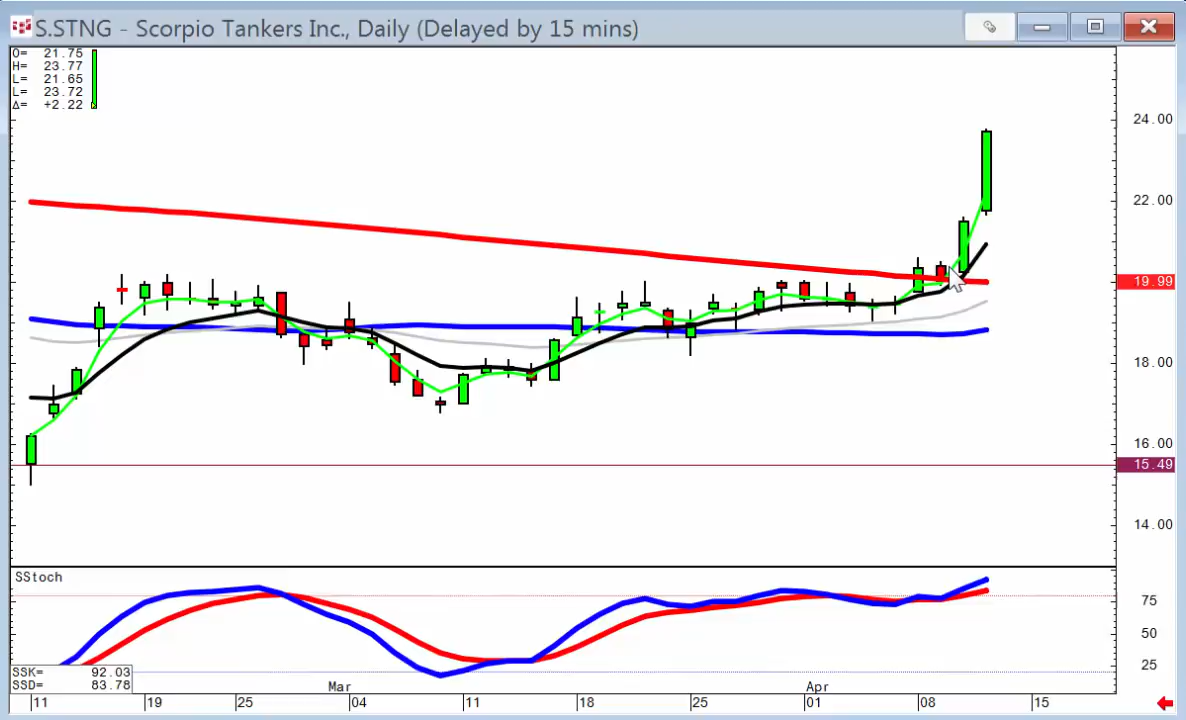 S.STNG - Scorpio Tankers Inc., Daily (Delayed by 15 mins)
O= 21.75
H= 23.77
L= 21.65
L= 23.72
Δ= +2.22
24.00
22.00
19.99
18.00
16.00
15.49
14.00
SStoch
75
50
25
SSK= 92.03
SSD= 83.78
Mar Apr
11 19 25 04 11 18 25 01 08 15